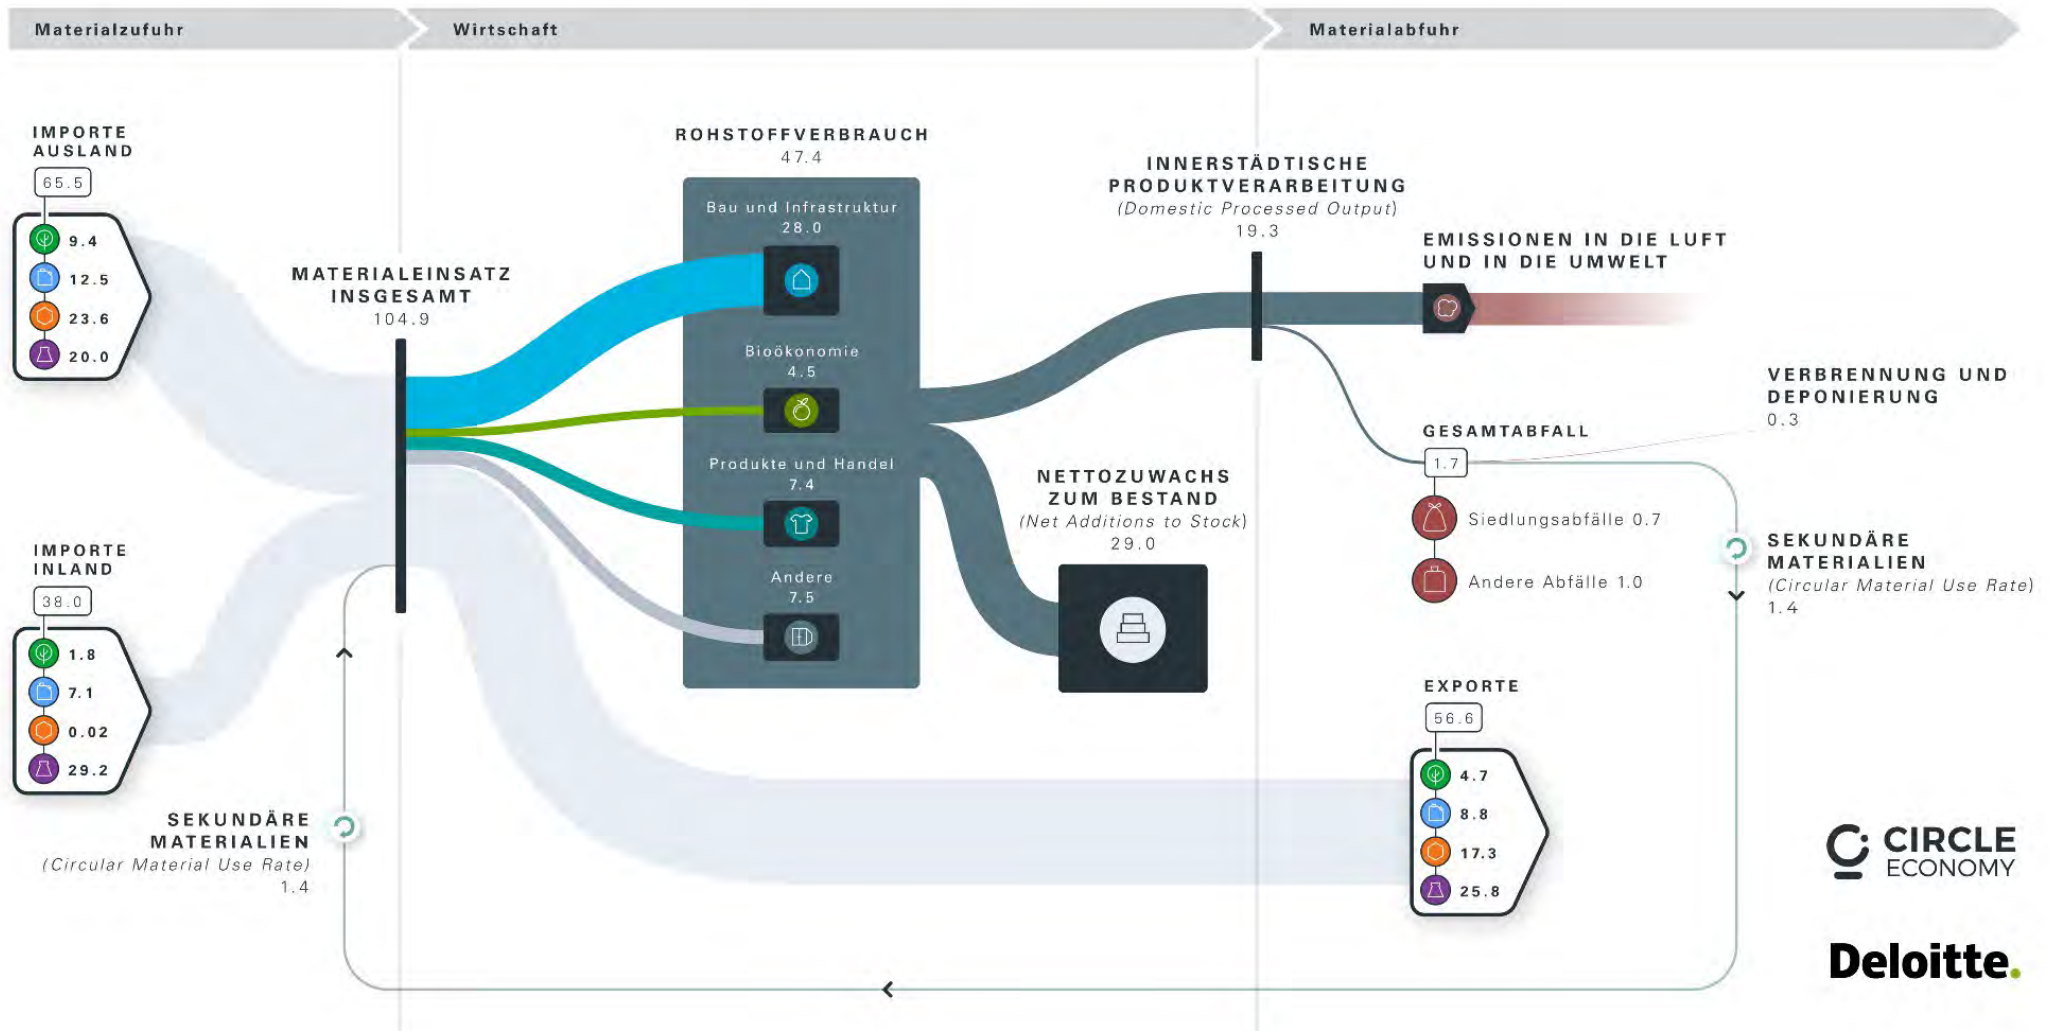 Materialzufuhr
Wirtschaft
Materialabfuhr
IMPORTE
AUSLAND
65.5
9.4
12.5
23.6
20.0
IMPORTE
INLAND
38.0
1.8
7.1
0.02
29.2
SEKUNDÄRE
MATERIALIEN
(Circular Material Use Rate)
1.4
MATERIALEINSATZ
INSGESAMT
104.9
ROHSTOFFVERBRAUCH
47.4
Bau und Infrastruktur
28.0
Bioökonomie
4.5
Produkte und Handel
7.4
Andere
7.5
INNERSTÄDTISCHE
PRODUKTVERARBEITUNG
(Domestic Processed Output)
19.3
NETTOZUWACHS
ZUM BESTAND
(Net Additions to Stock)
29.0
EMISSIONEN IN DIE LUFT
UND IN DIE UMWELT
VERBRENNUNG UND
DEPONIERUNG
0.3
GESAMTABFALL
1.7
Siedlungsabfälle 0.7
Andere Abfälle 1.0
SEKUNDÄRE
MATERIALIEN
(Circular Material Use Rate)
1.4
EXPORTE
56.6
4.7
8.8
17.3
25.8
CIRCLE
ECONOMY
Deloitte.